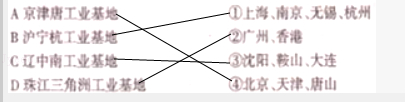 A 京津唐工业基地 ①上海、南京、无锡、杭州
B 沪宁杭工业基地 ②广州、香港
C 辽中南工业基地 ③沈阳、鞍山、大连
D 珠江三角洲工业基地 ④北京、天津、唐山